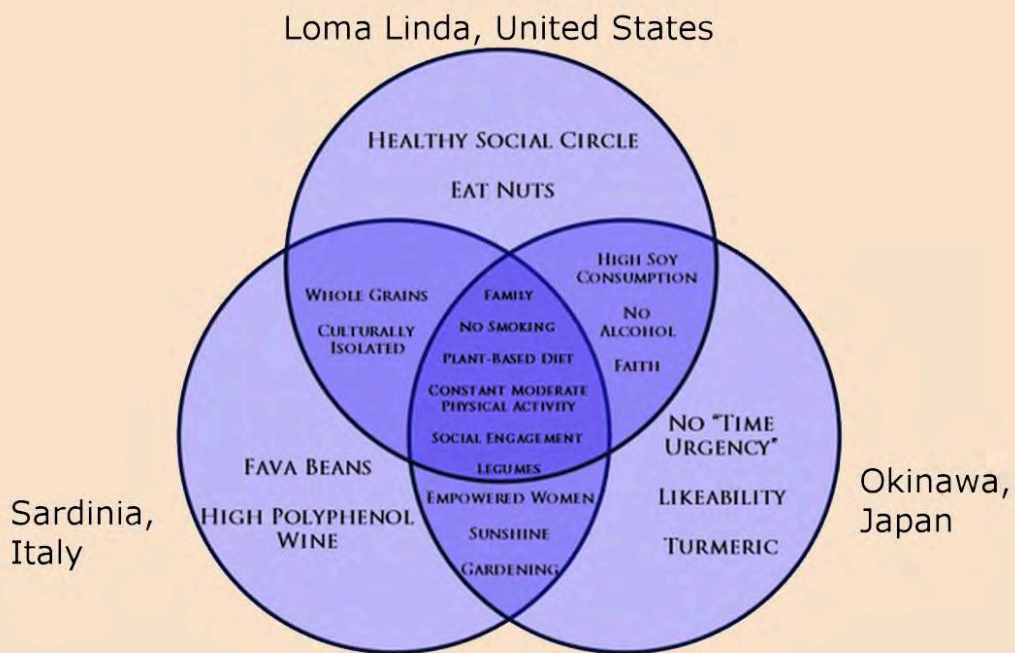 Loma Linda, United States
HEALTHY SOCIAL CIRCLE
EAT NUTS
WHOLE GRAINS
CULTURALLY
ISOLATED
FAMILY
NO SMOKING
PLANT-BASED DIET
CONSTANT MODERATE
PHYSICAL ACTIVITY
SOCIAL ENGAGEMENT
LEGUMES
HIGH SOY
CONSUMPTION
NO
ALCOHOL
FAITH
FAVA BEANS
HIGH POLYPHENOL
WINE
EMPOWERED WOMEN
SUNSHINE
GARDENING
NO "TIME
URGENCY"
LIKEABILITY
TURMERIC
Sardinia,
Italy
Okinawa,
Japan